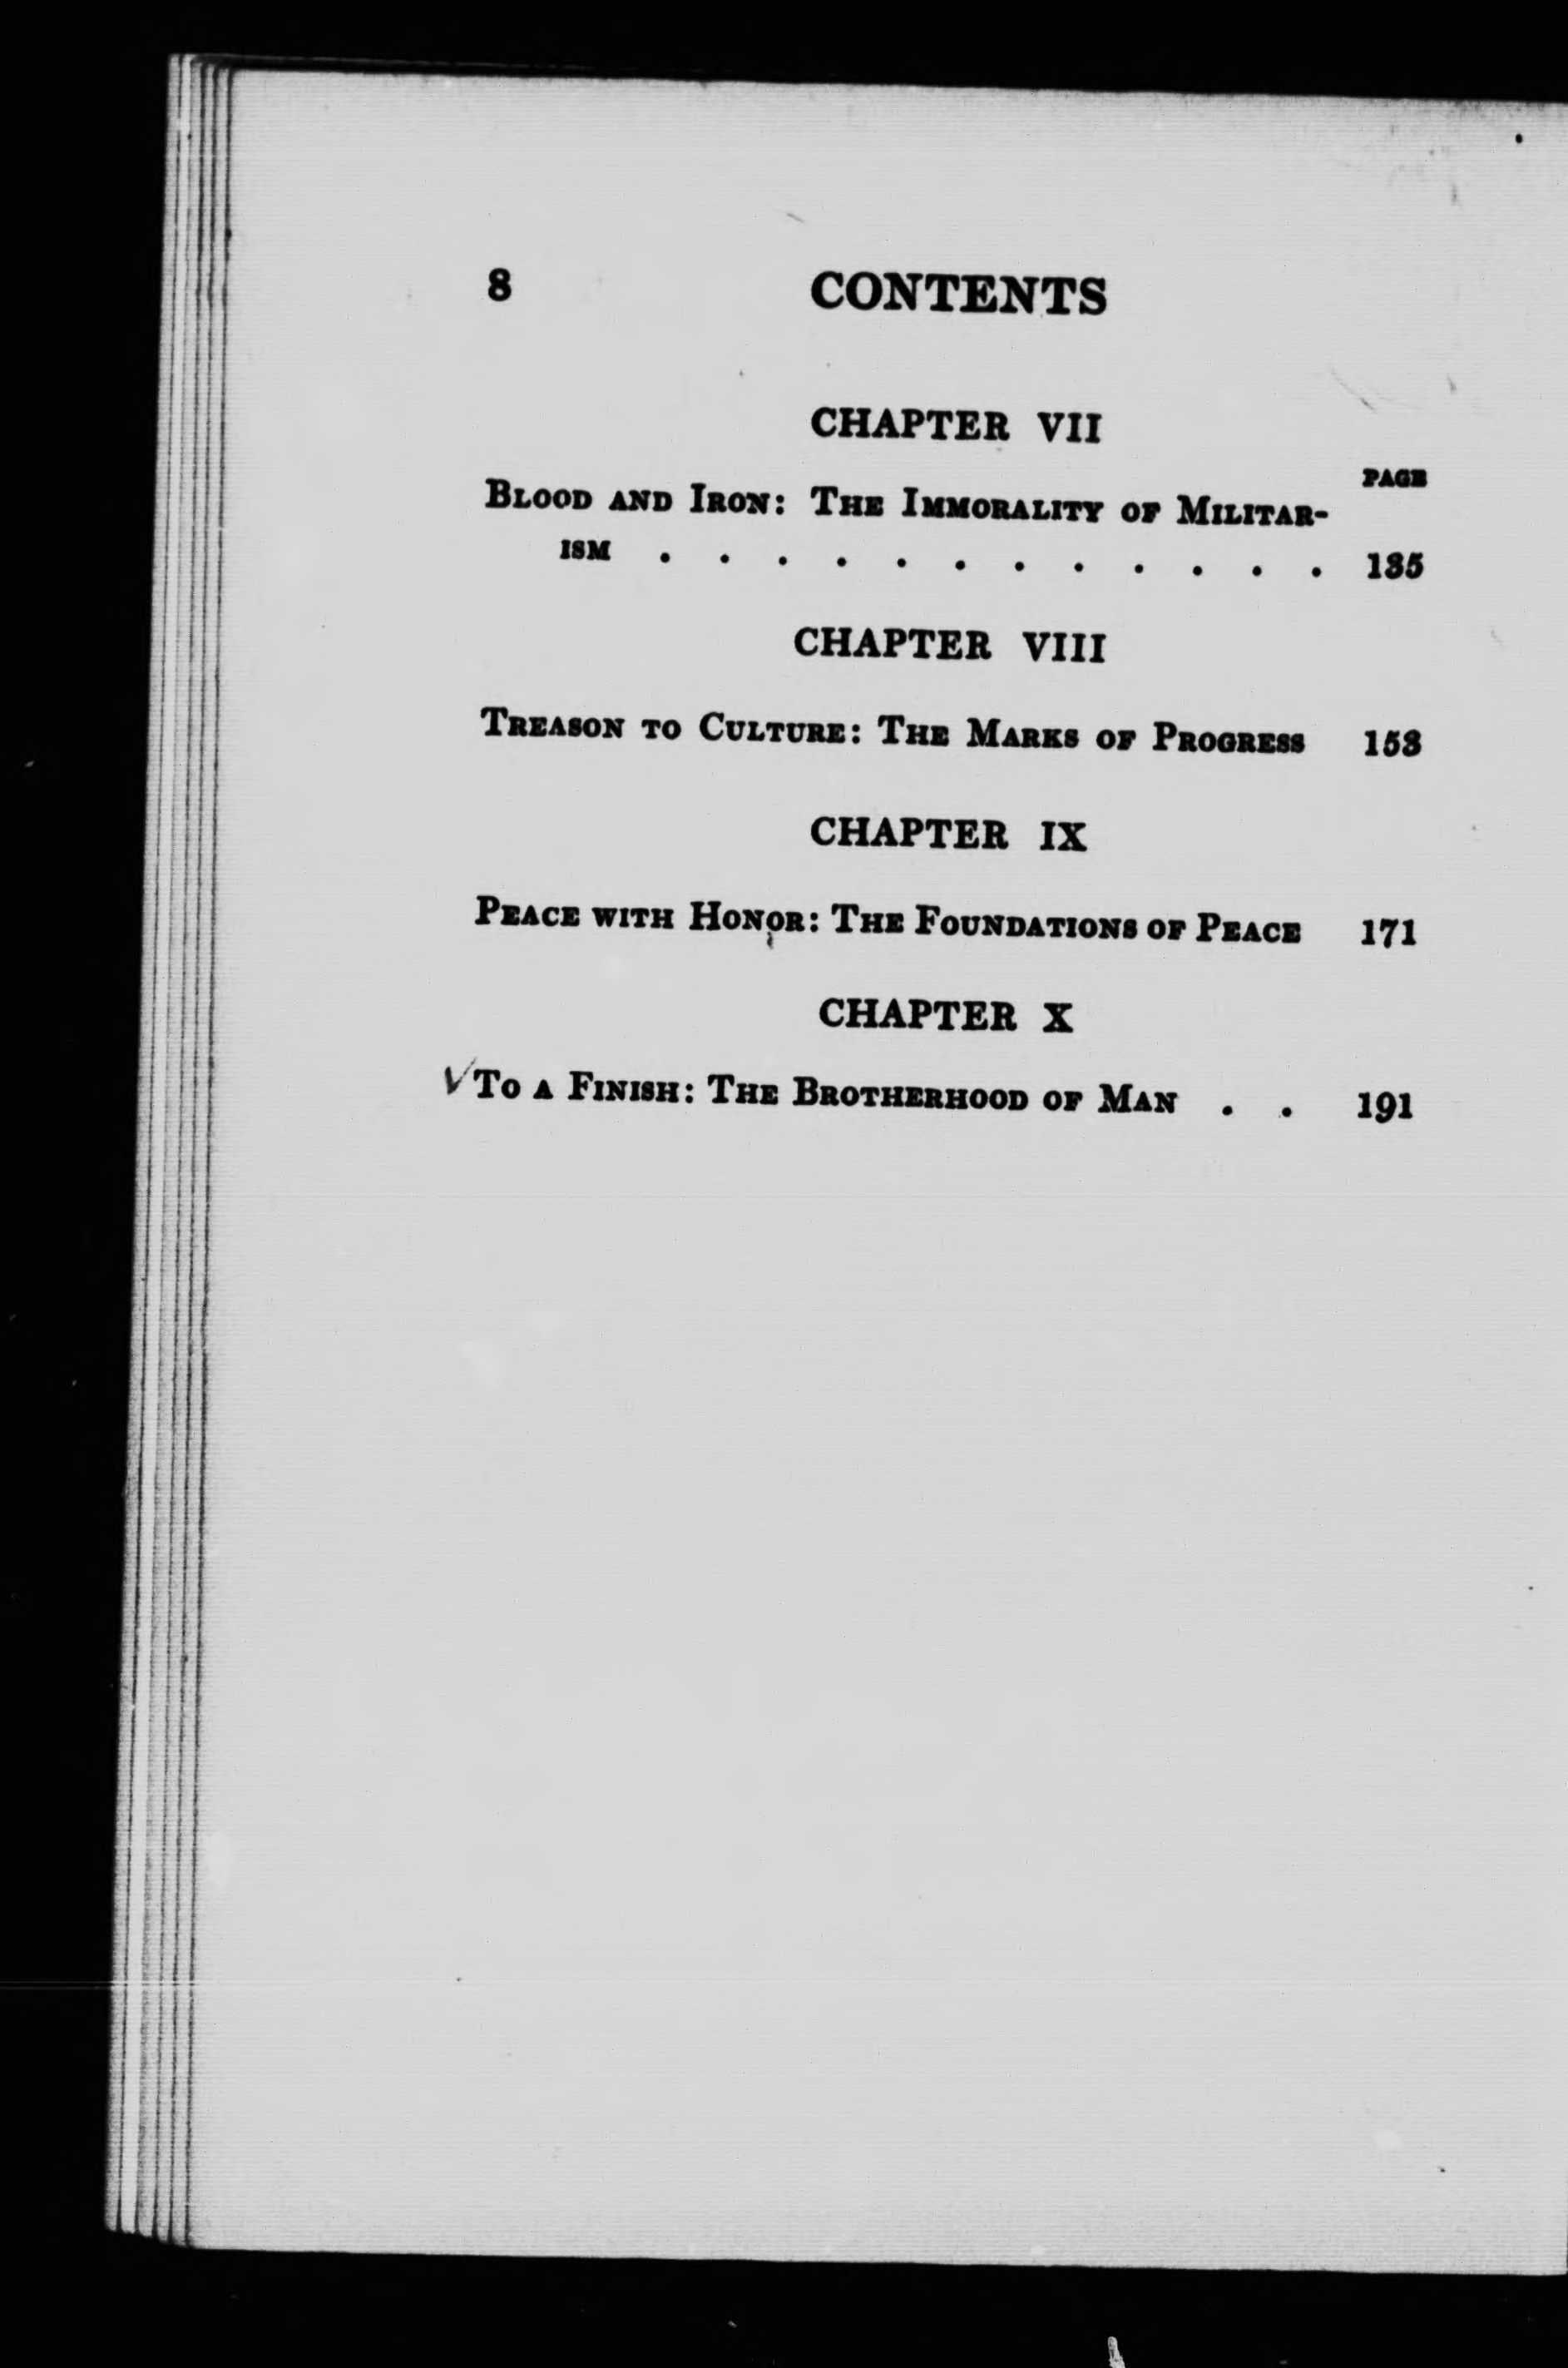 8 CONTENTS
CHAPTER VII
PAGE
BLOOD AND IRON: THE IMMORALITY OF MILITAR-
ISM . . . . . . . . . . . . 135
CHAPTER VIII
TREASON TO CULTURE: THE MARKS OF PROGRESS 153
CHAPTER IX
PEACE WITH HONOR: THE FOUNDATIONS OF PEACE 171
CHAPTER X
TO A FINISH: THE BROTHERHOOD OF MAN . . 191